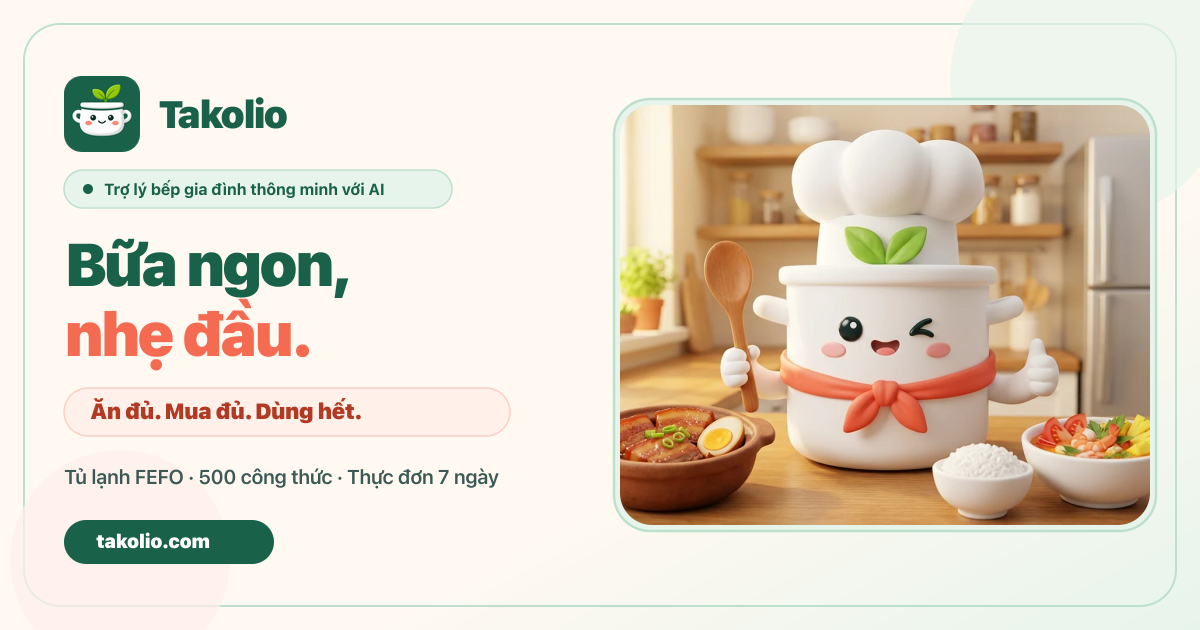 Takolio
Trợ lý bếp gia đình thông minh với AI
Bữa ngon,
nhẹ đầu.
Ăn đủ. Mua đủ. Dùng hết.
Tủ lạnh FEFO · 500 công thức · Thực đơn 7 ngày
takolio.com